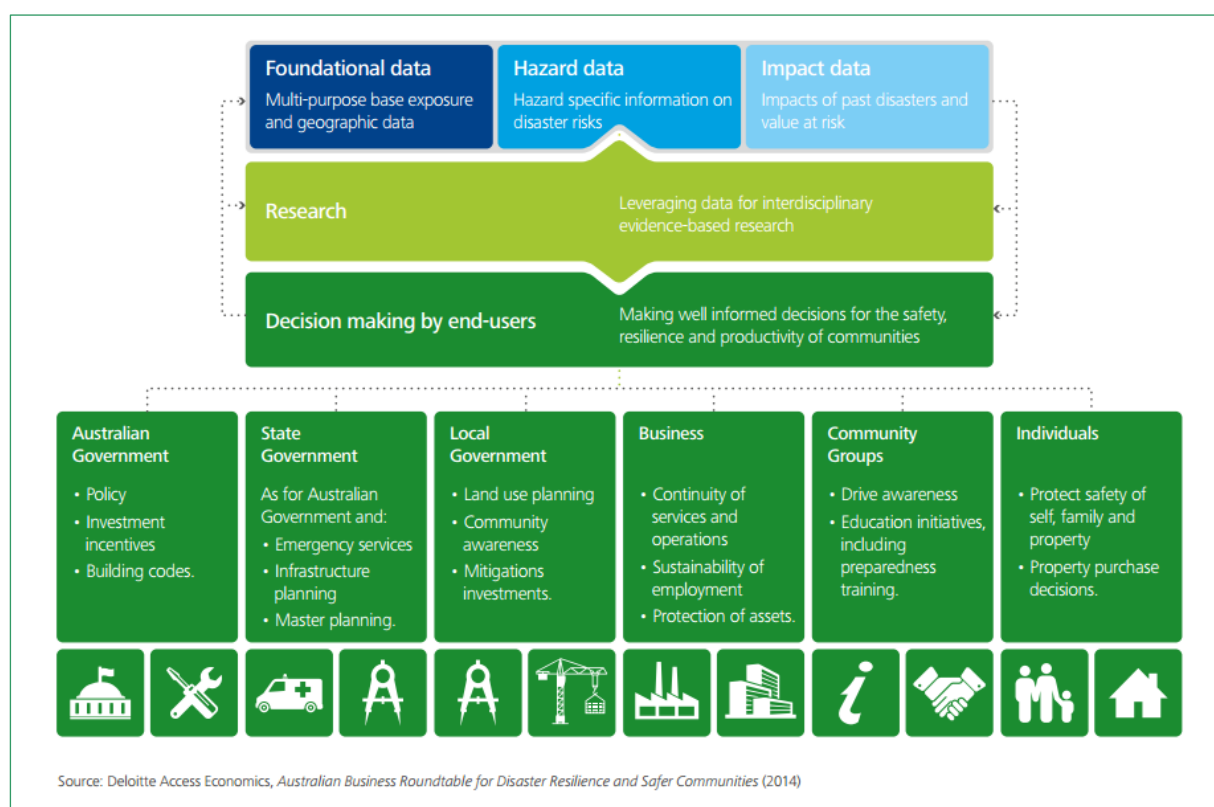 Foundational data
Multi-purpose base exposure
and geographic data
Hazard data
Hazard specific information on
disaster risks
Impact data
Impacts of past disasters and
value at risk
Research
Leveraging data for interdisciplinary
evidence-based research
Decision making by end-users
Making well informed decisions for the safety,
resilience and productivity of communities
Australian
Government
• Policy
• Investment
incentives
• Building codes.
State
Government
As for Australian
Government and:
• Emergency services
• Infrastructure
planning
• Master planning.
Local
Government
• Land use planning
• Community
awareness
• Mitigations
investments.
Business
• Continuity of
services and
operations
• Sustainability of
employment
• Protection of assets.
Community
Groups
• Drive awareness
• Education initiatives,
including
preparedness
training.
Individuals
• Protect safety of
self, family and
property
• Property purchase
decisions.
Source: Deloitte Access Economics, Australian Business Roundtable for Disaster Resilience and Safer Communities (2014)